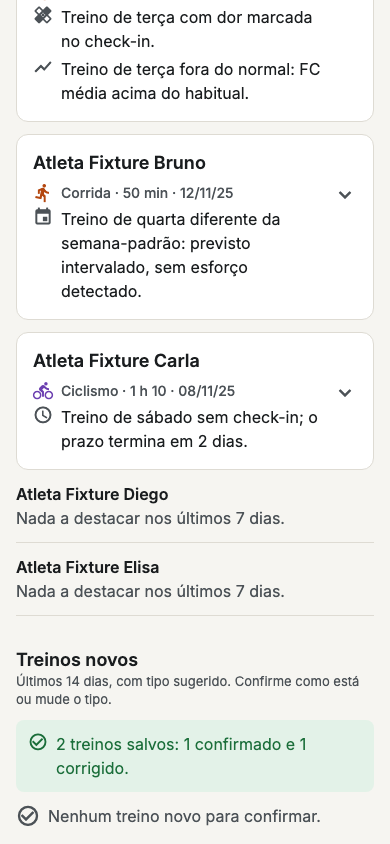 Treino de terça com dor marcada
no check-in.
Treino de terça fora do normal: FC
média acima do habitual.
Atleta Fixture Bruno
Corrida · 50 min · 12/11/25
Treino de quarta diferente da
semana-padrão: previsto
intervalado, sem esforço
detectado.
Atleta Fixture Carla
Ciclismo · 1 h 10 · 08/11/25
Treino de sábado sem check-in; o
prazo termina em 2 dias.
Atleta Fixture Diego
Nada a destacar nos últimos 7 dias.
Atleta Fixture Elisa
Nada a destacar nos últimos 7 dias.
Treinos novos
Últimos 14 dias, com tipo sugerido. Confirme como está
ou mude o tipo.
2 treinos salvos: 1 confirmado e 1
corrigido.
Nenhum treino novo para confirmar.